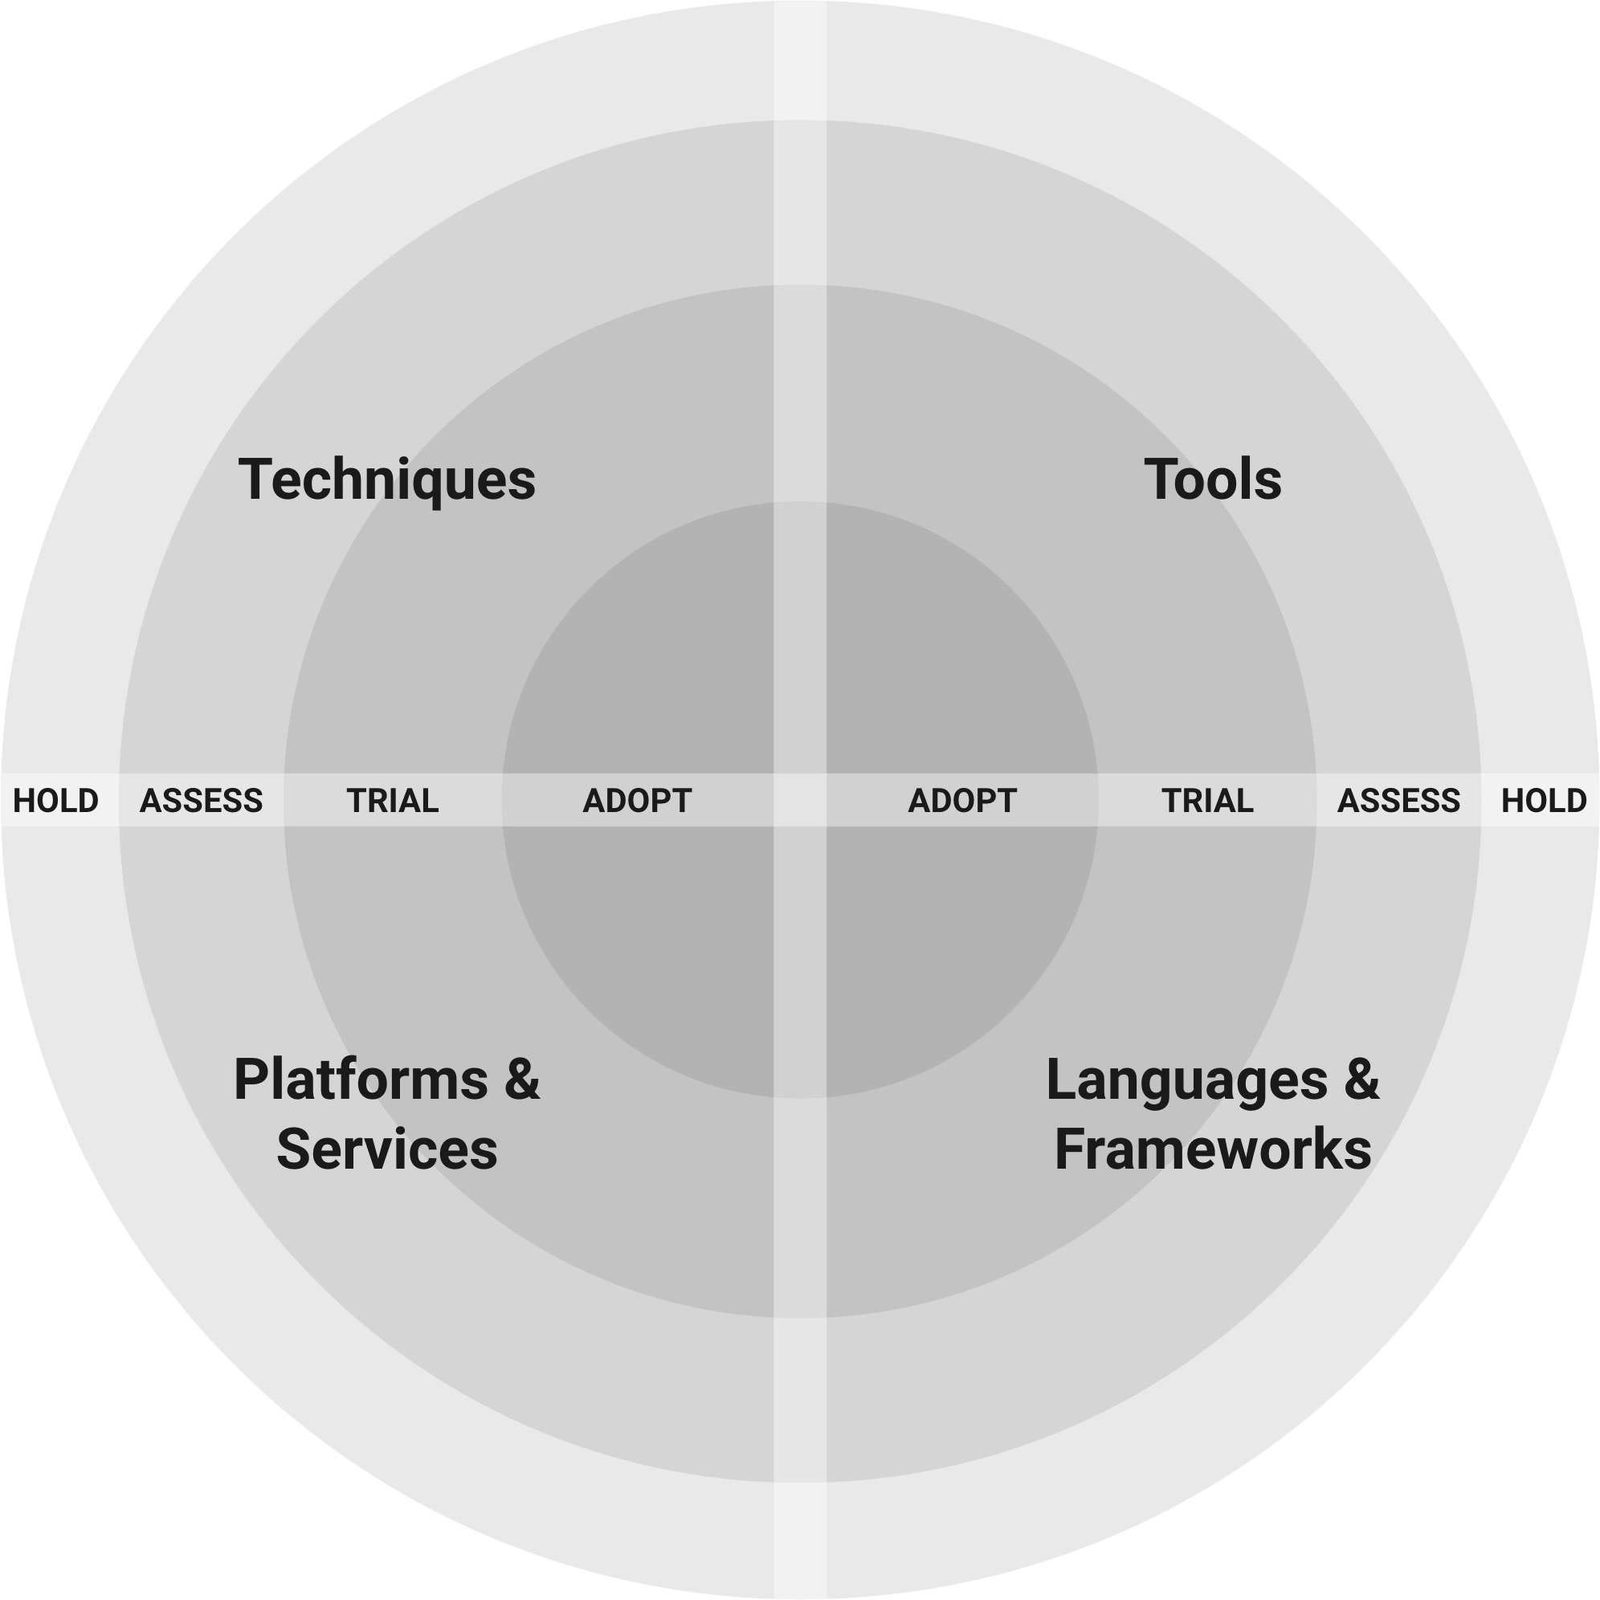 Techniques
Tools
HOLD ASSESS TRIAL ADOPT ADOPT TRIAL ASSESS HOLD
Platforms &
Services
Languages &
Frameworks